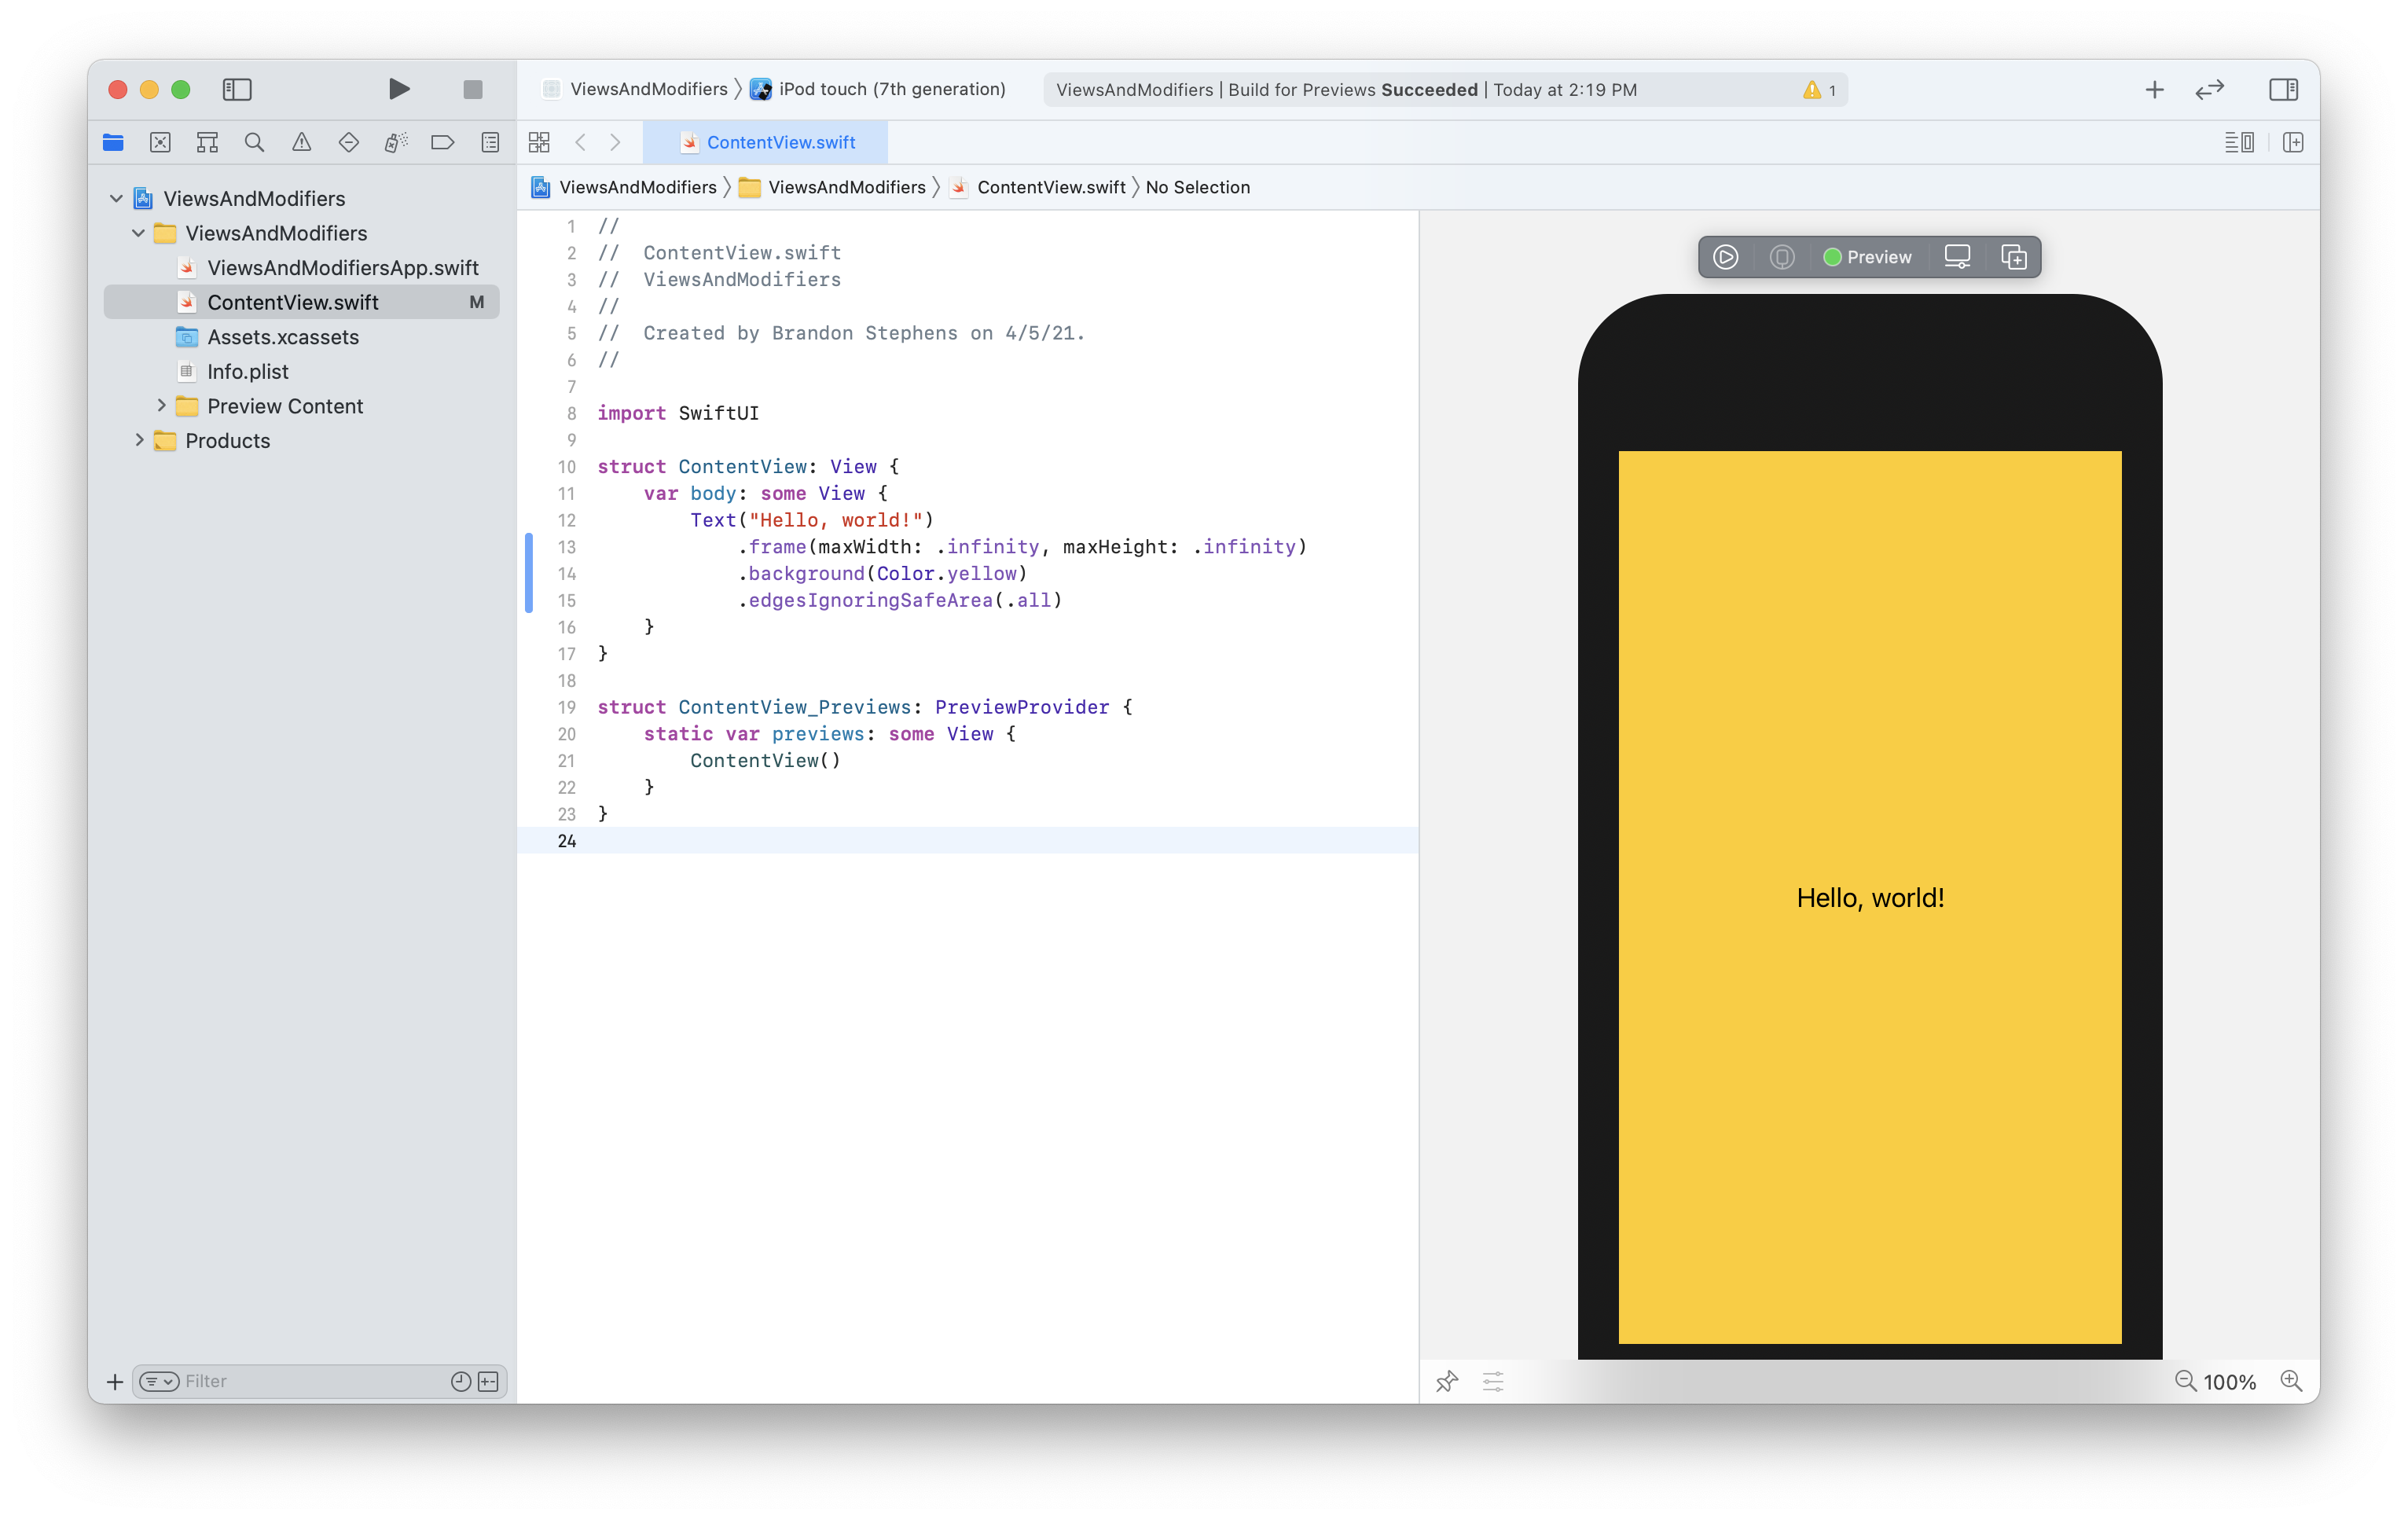 ViewsAndModifiers 〉 iPod touch (7th generation)
ViewsAndModifiers | Build for Previews Succeeded | Today at 2:19 PM
1
ContentView.swift
ViewsAndModifiers 〉 ViewsAndModifiers 〉 ContentView.swift 〉 No Selection
ViewsAndModifiers
ViewsAndModifiers
ViewsAndModifiersApp.swift
ContentView.swift M
Assets.xcassets
Info.plist
Preview Content
Products
Filter
1 //
2 //  ContentView.swift
3 //  ViewsAndModifiers
4 //
5 //  Created by Brandon Stephens on 4/5/21.
6 //
7
8 import SwiftUI
9
10 struct ContentView: View {
11     var body: some View {
12         Text("Hello, world!")
13             .frame(maxWidth: .infinity, maxHeight: .infinity)
14             .background(Color.yellow)
15             .edgesIgnoringSafeArea(.all)
16     }
17 }
18
19 struct ContentView_Previews: PreviewProvider {
20     static var previews: some View {
21         ContentView()
22     }
23 }
24
Preview
Hello, world!
100%